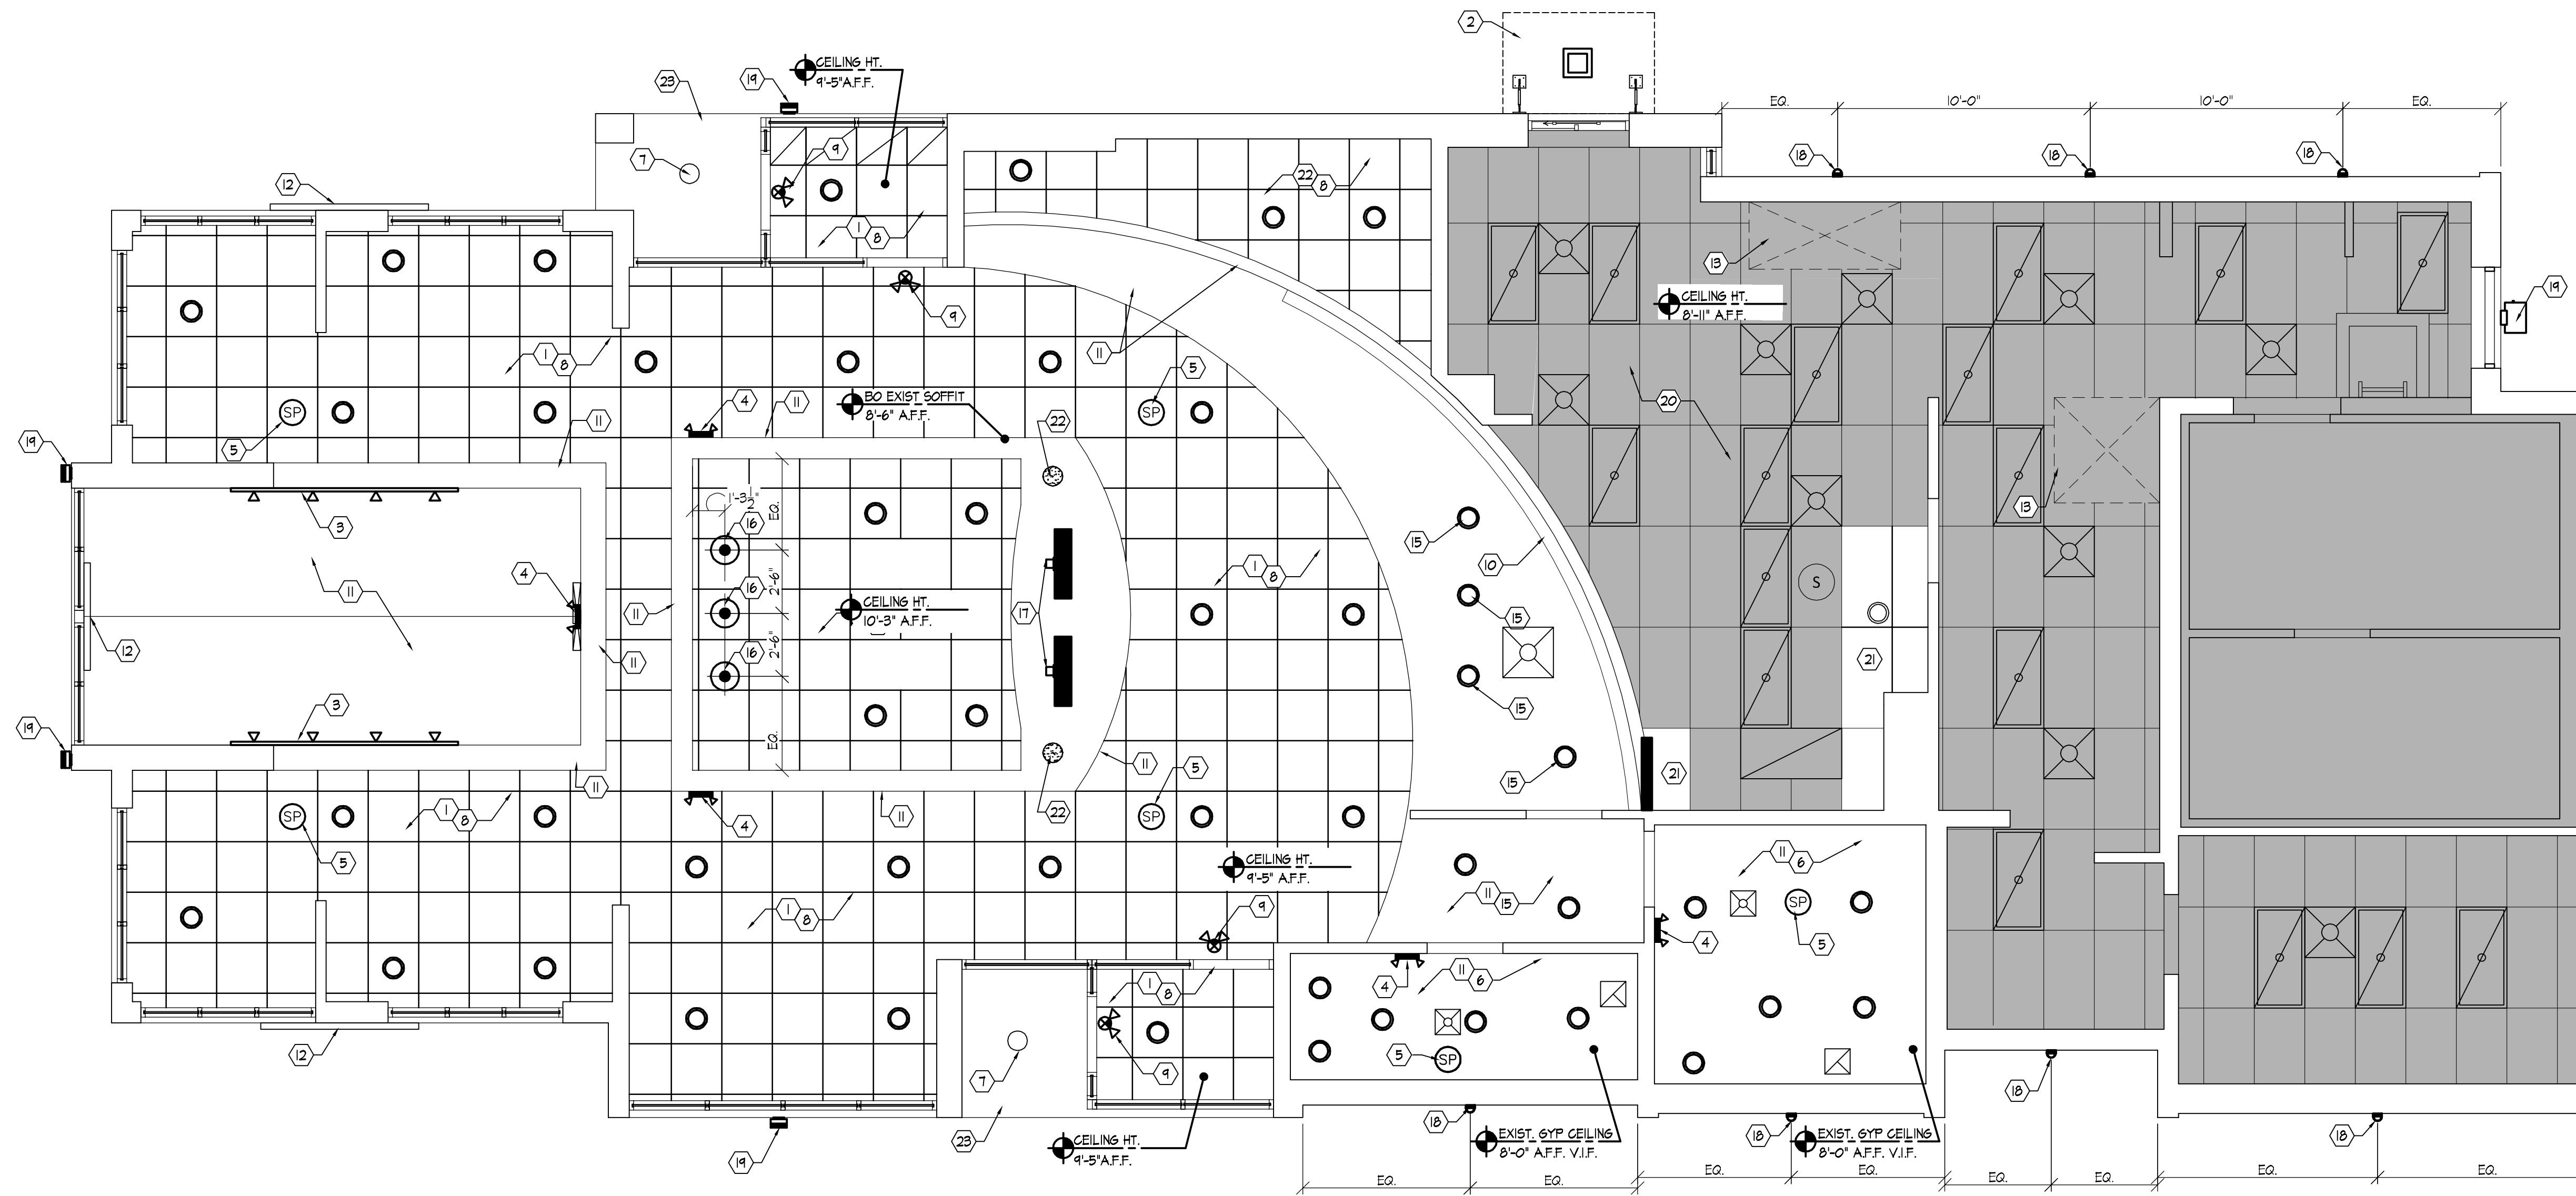 2
CEILING HT.
9'-5"A.F.F.
23
19
EQ.
10'-0"
10'-0"
EQ.
7
9
18
18
18
12
22
8
1
8
13
19
9
CEILING HT.
8'-11" A.F.F.
1
8
11
5
4
11
BO EXIST SOFFIT
8'-6" A.F.F.
20
SP
SP
11
22
19
5
3
1'-3 1/2"
EQ.
16
15
10
13
4
11
2'-6"
1
8
S
11
16
CEILING HT.
10'-3" A.F.F.
17
15
12
11
2'-6"
16
21
3
15
19
EQ.
11
5
15
21
11
SP
1
8
4
11
22
SP
5
CEILING HT.
9'-5" A.F.F.
11
6
11
15
SP
1
8
9
4
5
4
11
6
1
8
12
7
9
5
SP
18
18
EXIST. GYP CEILING
8'-0" A.F.F. V.I.F.
18
EXIST. GYP CEILING
8'-0" A.F.F. V.I.F.
18
23
CEILING HT.
9'-5"A.F.F.
19
EQ.
EQ.
EQ.
EQ.
EQ.
EQ.
EQ.
EQ.